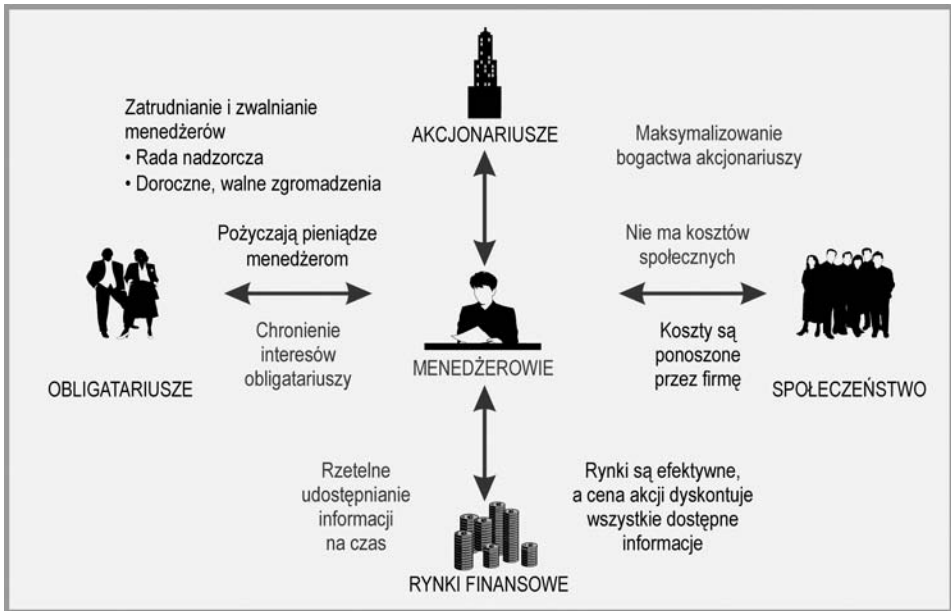 Zatrudnianie i zwalnianie
menedżerów
• Rada nadzorcza
• Doroczne, walne zgromadzenia
AKCJONARIUSZE
Maksymalizowanie
bogactwa akcjonariuszy
Pożyczają pieniądze
menedżerom
Nie ma kosztów
społecznych
Chronienie
interesów
obligatariuszy
Koszty są
ponoszone
przez firmę
OBLIGATARIUSZE
MENEDŻEROWIE
SPOŁECZEŃSTWO
Rzetelne
udostępnianie
informacji
na czas
Rynki są efektywne,
a cena akcji dyskontuje
wszystkie dostępne
informacje
RYNKI FINANSOWE